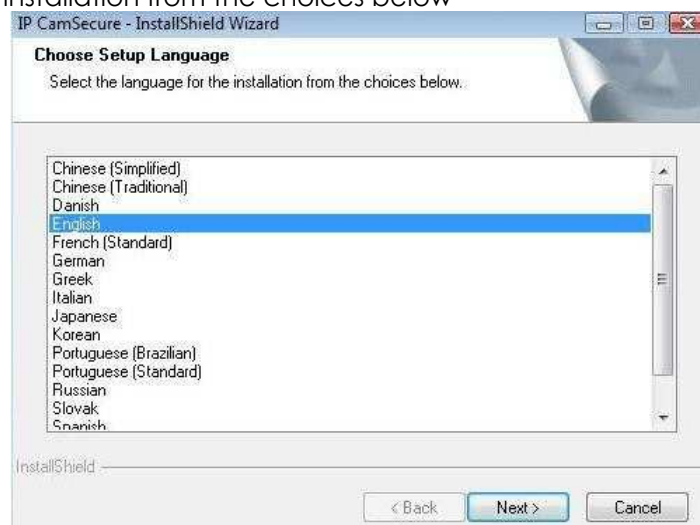 installation from the choices below
IP CamSecure - InstallShield Wizard
Choose Setup Language
Select the language for the installation from the choices below.
Chinese (Simplified)
Chinese (Traditional)
Danish
English
French (Standard)
German
Greek
Italian
Japanese
Korean
Portuguese (Brazilian)
Portuguese (Standard)
Russian
Slovak
Spanish
InstallShield
< Back Next > Cancel